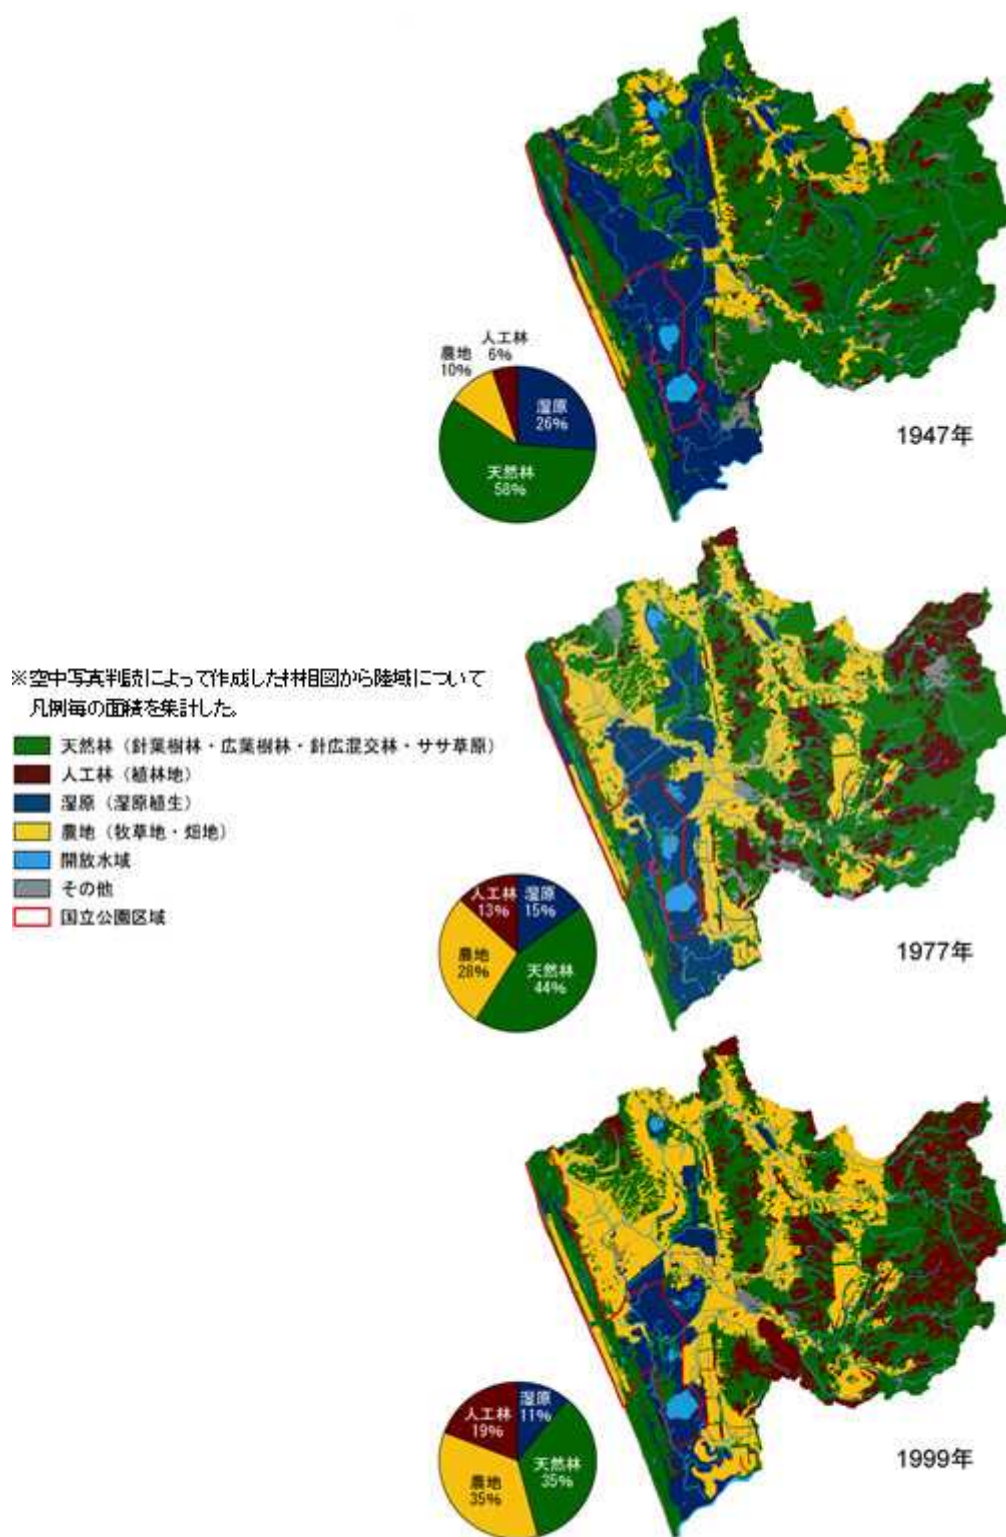 人工林
6%
農地
10%
湿原
26%
天然林
58%
1947年
※空中写真判読によって作成した林相図から陸域について
凡例毎の面積を集計した。
天然林（針葉樹林・広葉樹林・針広混交林・ササ草原）
人工林（植林地）
湿原（湿原植生）
農地（牧草地・畑地）
開放水域
その他
国立公園区域
人工林
13%
湿原
15%
農地
28%
天然林
44%
1977年
湿原
11%
人工林
19%
天然林
35%
農地
35%
1999年